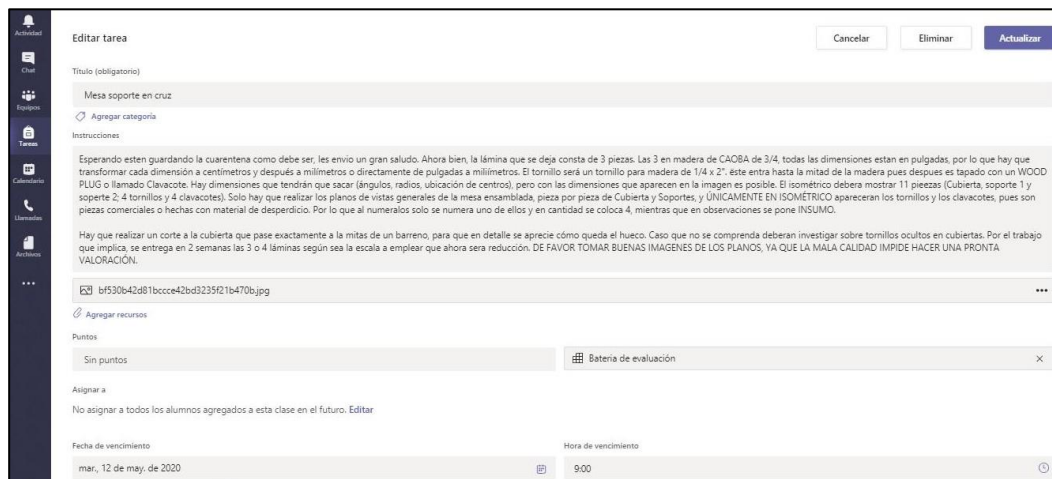 Actividad
Chat
Equipos
Tareas
Calendario
Llamadas
Archivos
Editar tarea
Cancelar
Eliminar
Actualizar
Título (obligatorio)
Mesa soporte en cruz
Agregar categoría
Instrucciones
Esperando esten guardando la cuarentena como debe ser, les envio un gran saludo. Ahora bien, la lámina que se deja consta de 3 piezas. Las 3 en madera de CAOBA de 3/4, todas las dimensiones estan en pulgadas, por lo que hay que
transformar cada dimensión a centímetros y después a milímetros o directamente de pulgadas a milímetros. El tornillo será un tornillo para madera de 1/4 x 2". éste entra hasta la mitad de la madera pues despues es tapado con un WOOD
PLUG o llamado Clavacote. Hay dimensiones que tendrán que sacar (ángulos, radios, ubicación de centros), pero con las dimensiones que aparecen en la imagen es posible. El isométrico debera mostrar 11 pieezas (Cubierta, soporte 1 y
soperte 2; 4 tornillos y 4 clavacotes). Solo hay que realizar los planos de vistas generales de la mesa ensamblada, pieza por pieza de Cubierta y Soportes, y ÚNICAMENTE EN ISOMÉTRICO apareceran los tornillos y los clavacotes, pues son
piezas comerciales o hechas con material de desperdicio. Por lo que al numeralos solo se numera uno de ellos y en cantidad se coloca 4, mientras que en observaciones se pone INSUMO.
Hay que realizar un corte a la cubierta que pase exactamente a la mitas de un barreno, para que en detalle se aprecie cómo queda el hueco. Caso que no se comprenda deberan investigar sobre tornillos ocultos en cubiertas. Por el trabajo
que implica, se entrega en 2 semanas las 3 o 4 láminas según sea la escala a emplear que ahora sera reducción. DE FAVOR TOMAR BUENAS IMAGENES DE LOS PLANOS, YA QUE LA MALA CALIDAD IMPIDE HACER UNA PRONTA
VALORACIÓN.
bf530b42d81bccce42bd3235f21b470b.jpg
Agregar recursos
Puntos
Sin puntos
Bateria de evaluación
Asignar a
No asignar a todos los alumnos agregados a esta clase en el futuro. Editar
Fecha de vencimiento
Hora de vencimiento
mar., 12 de may. de 2020
9:00